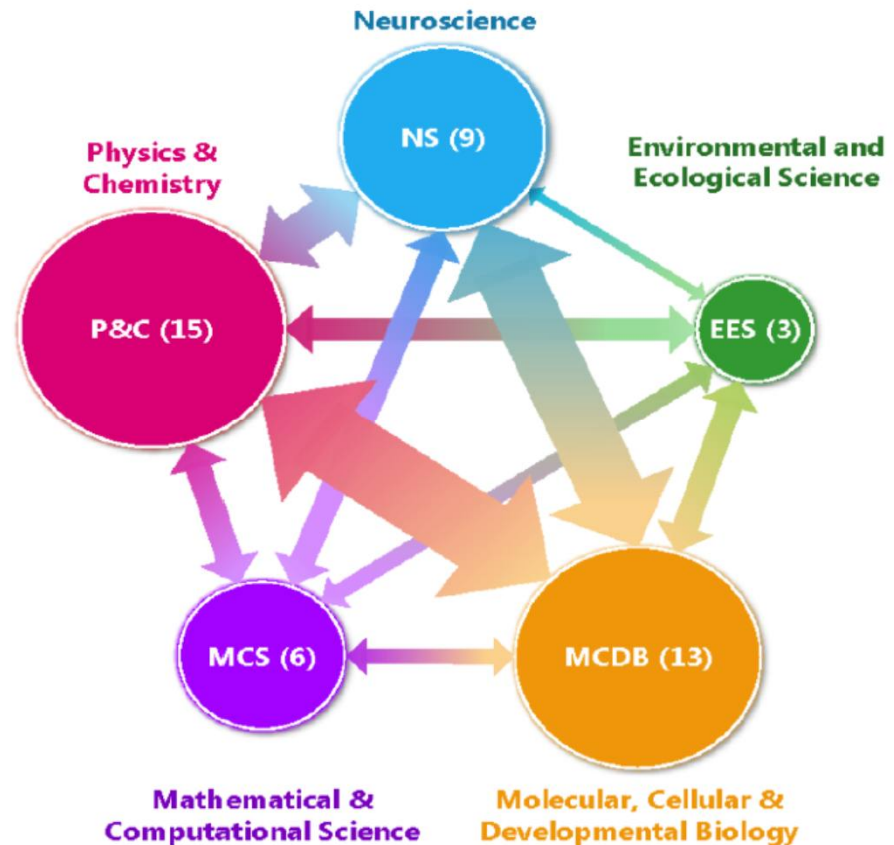 Neuroscience
NS (9)
Physics &
Chemistry
Environmental and
Ecological Science
P&C (15)
EES (3)
MCS (6)
MCDB (13)
Mathematical &
Computational Science
Molecular, Cellular &
Developmental Biology